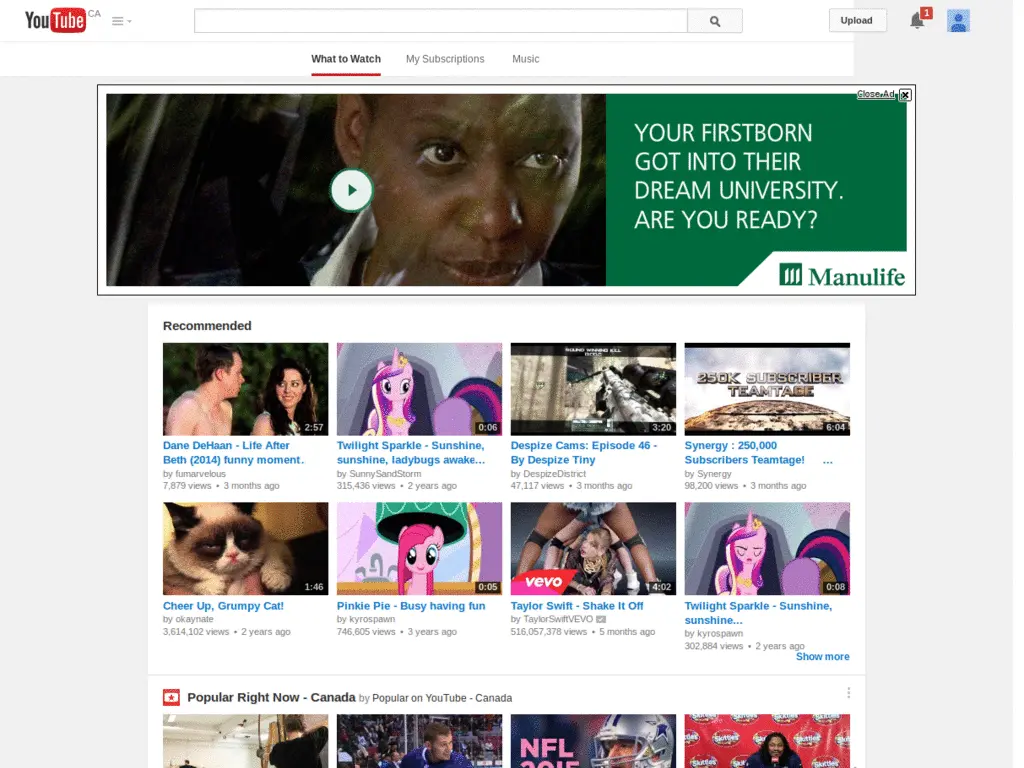 YouTube CA
Upload
1
What to Watch My Subscriptions Music
Close Ad X
YOUR FIRSTBORN
GOT INTO THEIR
DREAM UNIVERSITY.
ARE YOU READY?
Manulife
Recommended
2:57
Dane DeHaan - Life After
Beth (2014) funny moment.
by fumarvelous
7,879 views • 3 months ago
0:06
Twilight Sparkle - Sunshine,
sunshine, ladybugs awake...
by SunnySandStorm
315,436 views • 2 years ago
3:20
Despize Cams: Episode 46 -
By Despize Tiny
by DespizeDistrict
47,117 views • 3 months ago
250K SUBSCRIBER
TEAMTAGE
6:04
Synergy : 250,000
Subscribers Teamtage! ...
by Synergy
98,200 views • 3 months ago
1:46
Cheer Up, Grumpy Cat!
by okaynate
3,614,102 views • 2 years ago
0:05
Pinkie Pie - Busy having fun
by kyrospawn
746,605 views • 3 years ago
vevo
4:02
Taylor Swift - Shake It Off
by TaylorSwiftVEVO
516,057,378 views • 5 months ago
0:08
Twilight Sparkle - Sunshine,
sunshine...
by kyrospawn
302,884 views • 2 years ago
Show more
Popular Right Now - Canada by Popular on YouTube - Canada
NFL
2015
Skittles